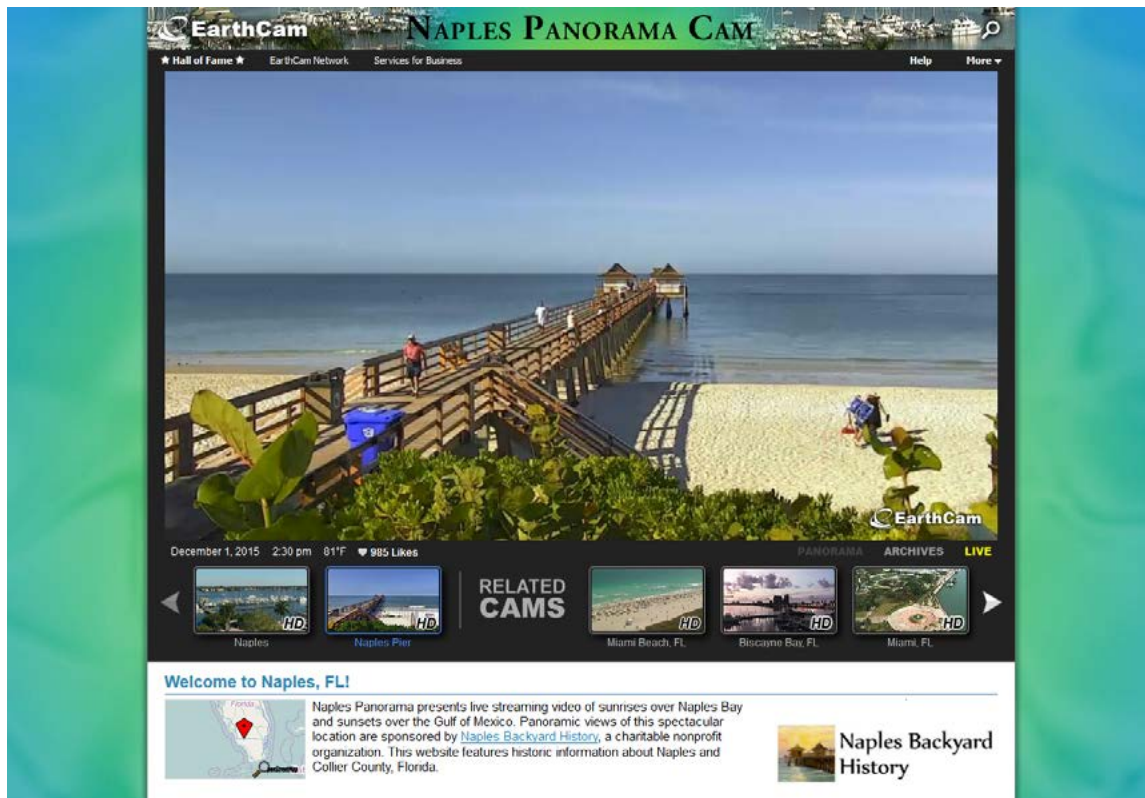 EarthCam
NAPLES PANORAMA CAM
★ Hall of Fame ★ EarthCam Network Services for Business Help More ▾
EarthCam
December 1, 2015 2:30 pm 81°F ♥ 985 Likes PANORAMA ARCHIVES LIVE
RELATED
CAMS
HD HD HD HD HD
Naples Naples Pier Miami Beach, FL Biscayne Bay, FL Miami, FL
Welcome to Naples, FL!
Florida
Naples Panorama presents live streaming video of sunrises over Naples Bay
and sunsets over the Gulf of Mexico. Panoramic views of this spectacular
location are sponsored by Naples Backyard History, a charitable nonprofit
organization. This website features historic information about Naples and
Collier County, Florida.
Naples Backyard
History